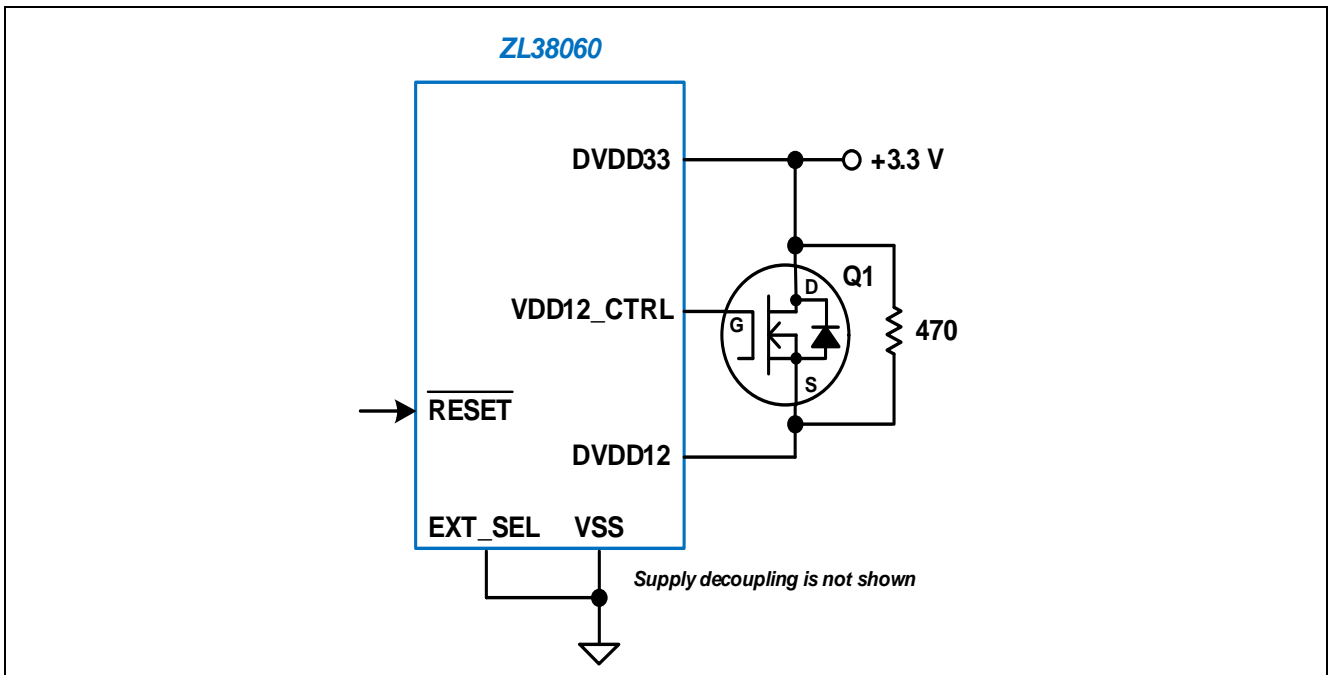 ZL38060
DVDD33
+3.3 V
Q1
D
VDD12_CTRL
G
470
S
RESET
DVDD12
EXT_SEL VSS
Supply decoupling is not shown